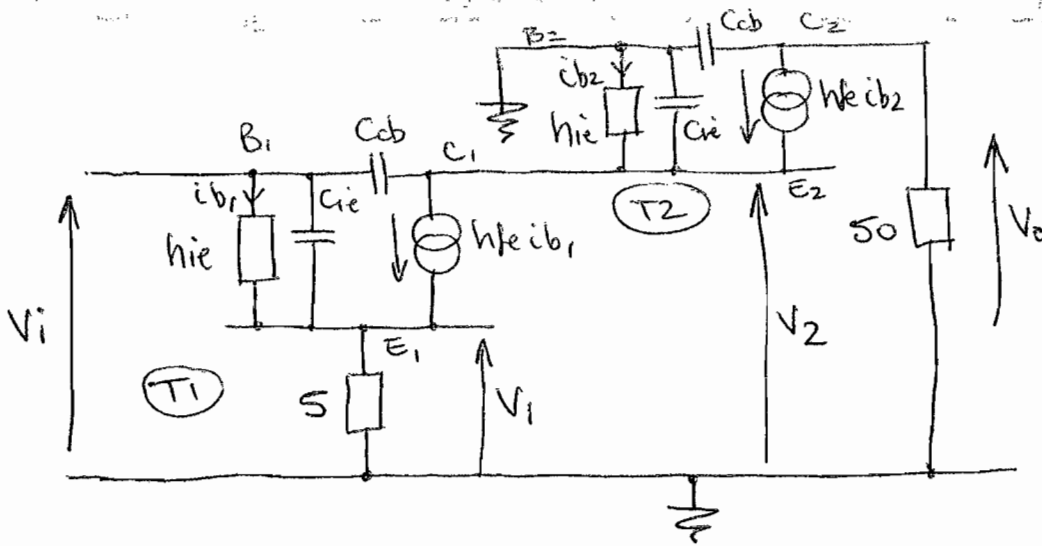 B2 Ccb C2
ib2 hie Cie hfe ib2
B1 Ccb C1
ib1 hie Cie hfe ib1
T2 E2
50 Vo
Vi V2
E1
T1 5 V1